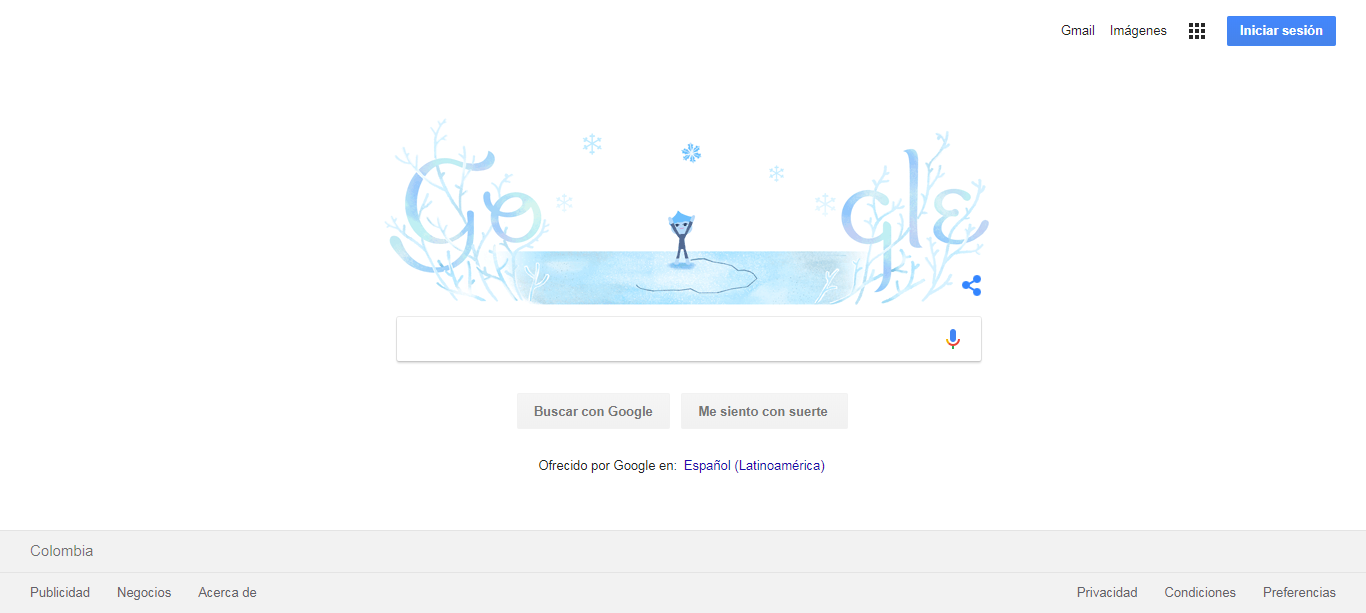 Gmail Imágenes Iniciar sesión
Google
Buscar con Google Me siento con suerte
Ofrecido por Google en: Español (Latinoamérica)
Colombia
Publicidad Negocios Acerca de Privacidad Condiciones Preferencias